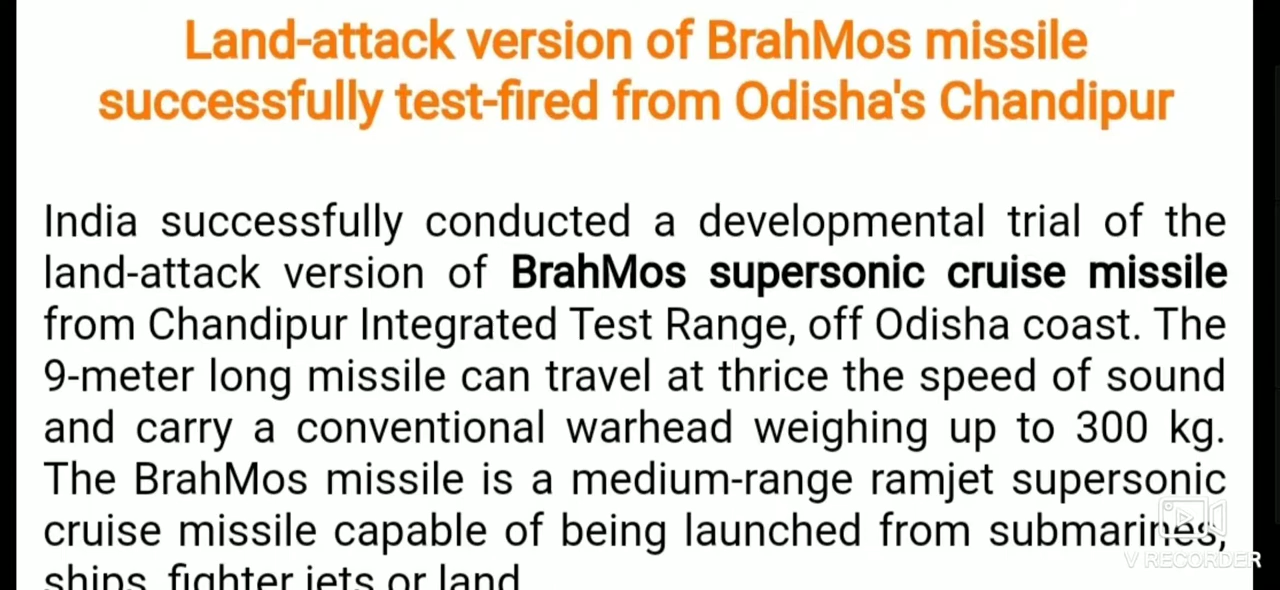 Land-attack version of BrahMos missile
successfully test-fired from Odisha's Chandipur
India successfully conducted a developmental trial of the
land-attack version of BrahMos supersonic cruise missile
from Chandipur Integrated Test Range, off Odisha coast. The
9-meter long missile can travel at thrice the speed of sound
and carry a conventional warhead weighing up to 300 kg.
The BrahMos missile is a medium-range ramjet supersonic
cruise missile capable of being launched from submarines,
ships, fighter jets or land
V RECORDER